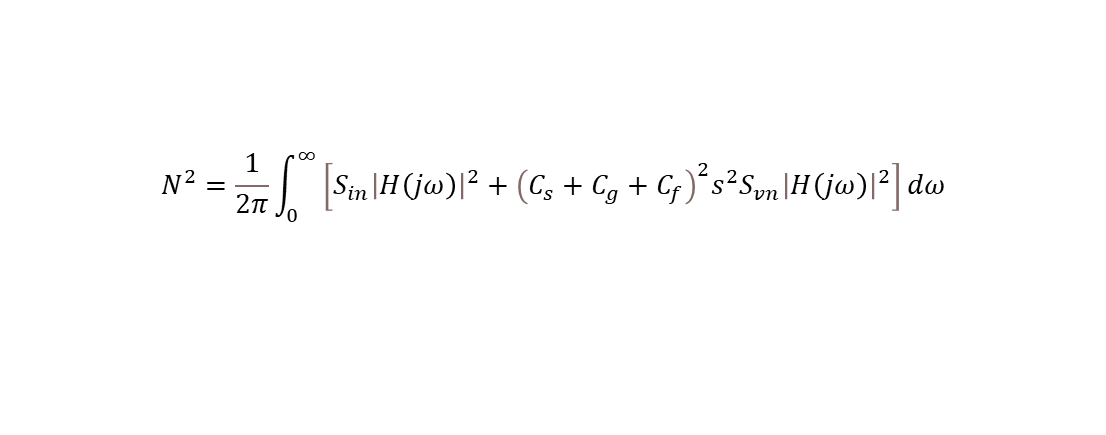 N² = 1/2π ∫₀^∞ [S_in|H(jω)|² + (C_s + C_g + C_f)² s² S_vn|H(jω)|²] dω